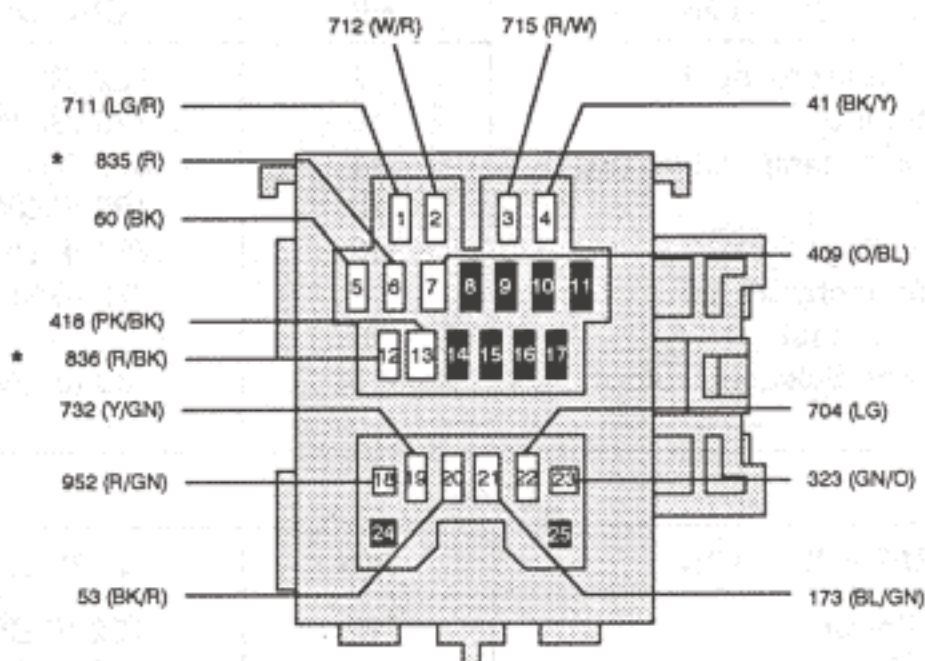 712 (W/R)
715 (R/W)
711 (LG/R)
41 (BK/Y)
* 835 (R)
1 2 3 4
60 (BK)
409 (O/BL)
5 6 7 8 9 10 11
418 (PK/BK)
* 836 (R/BK)
12 13 14 15 16 17
732 (Y/GN)
704 (LG)
952 (R/GN)
18 19 20 21 22 23
323 (GN/O)
24 25
53 (BK/R)
173 (BL/GN)